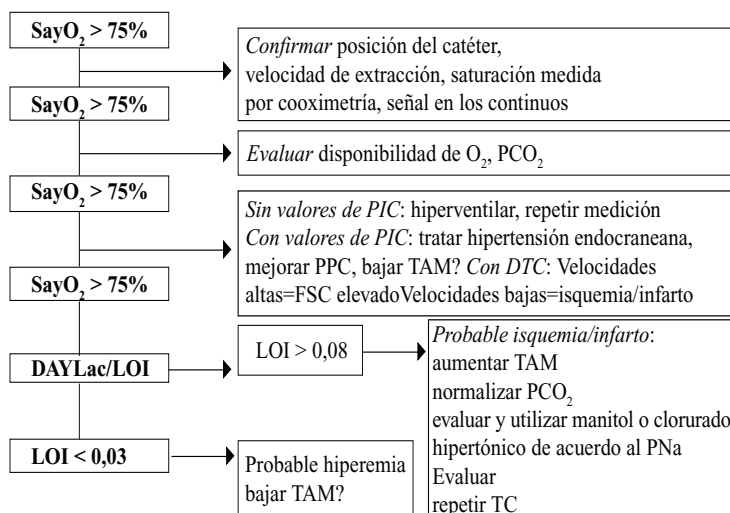 SayO₂ > 75%
Confirmar posición del catéter,
velocidad de extracción, saturación medida
por cooximetría, señal en los continuos
SayO₂ > 75%
Evaluar disponibilidad de O₂, PCO₂
SayO₂ > 75%
Sin valores de PIC: hiperventilar, repetir medición
Con valores de PIC: tratar hipertensión endocraneana,
mejorar PPC, bajar TAM? Con DTC: Velocidades
altas=FSC elevadoVelocidades bajas=isquemia/infarto
SayO₂ > 75%
DAYLac/LOI
LOI > 0,08
Probable isquemia/infarto:
aumentar TAM
normalizar PCO₂
evaluar y utilizar manitol o clorurado
hipertónico de acuerdo al PNa
Evaluar
repetir TC
LOI < 0,03
Probable hiperemia
bajar TAM?